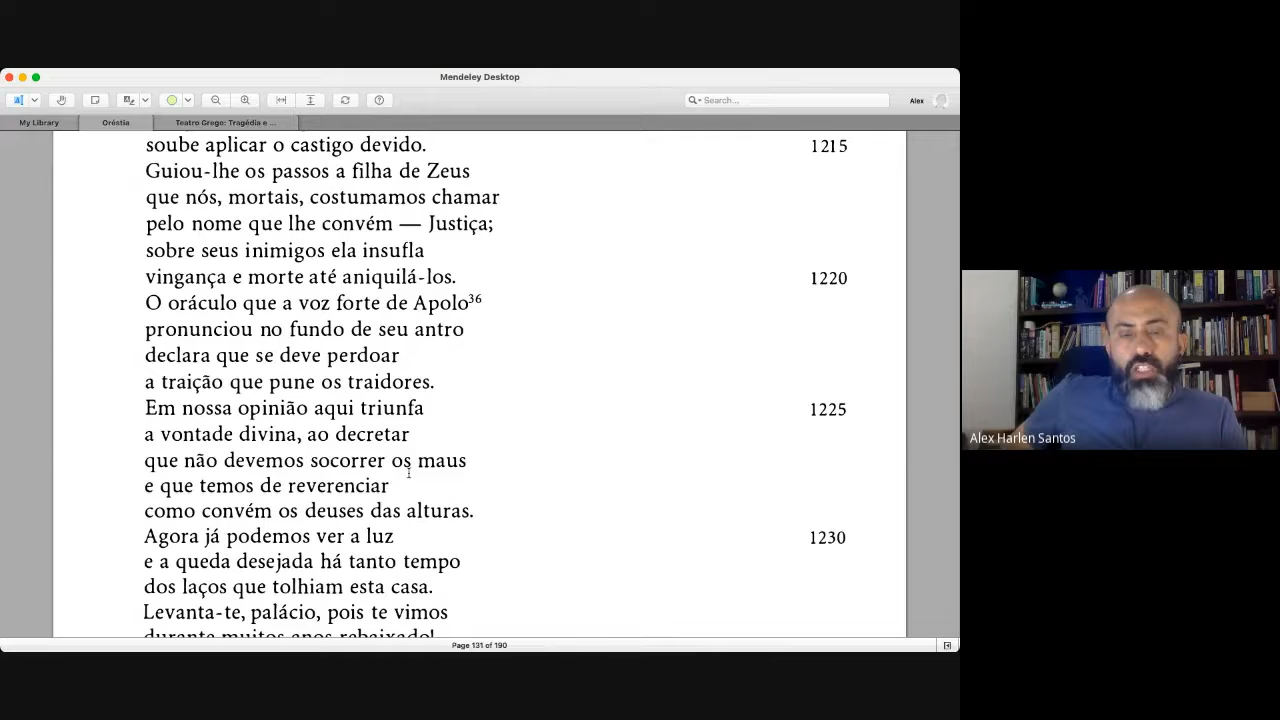 Mendeley Desktop
Search...
Alex
My Library
Oréstia
Teatro Grego: Tragédia e ...
soube aplicar o castigo devido. 1215
Guiou-lhe os passos a filha de Zeus
que nós, mortais, costumamos chamar
pelo nome que lhe convém — Justiça;
sobre seus inimigos ela insufla
vingança e morte até aniquilá-los. 1220
O oráculo que a voz forte de Apolo³⁶
pronunciou no fundo de seu antro
declara que se deve perdoar
a traição que pune os traidores.
Em nossa opinião aqui triunfa 1225
a vontade divina, ao decretar
que não devemos socorrer os maus
e que temos de reverenciar
como convém os deuses das alturas.
Agora já podemos ver a luz 1230
e a queda desejada há tanto tempo
dos laços que tolhiam esta casa.
Levanta-te, palácio, pois te vimos
durante muitos anos rebaixado!
Page 131 of 190
Alex Harlen Santos